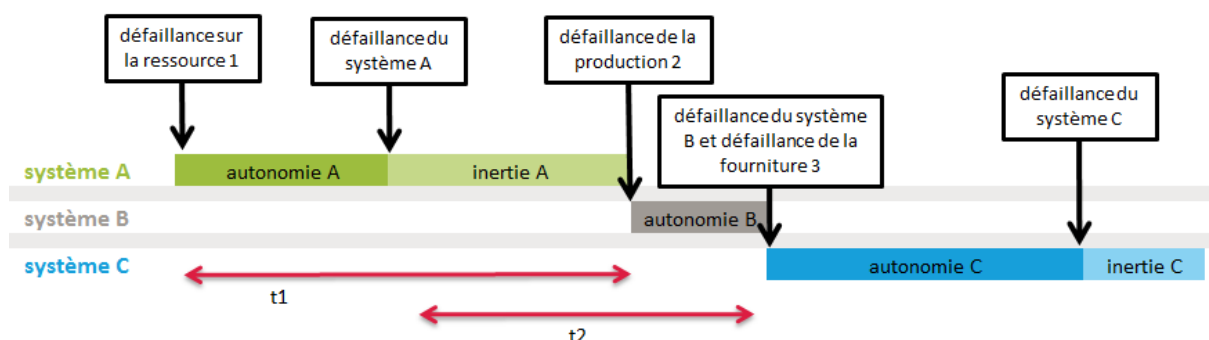 défaillance sur
la ressource 1
défaillance du
système A
défaillance de la
production 2
défaillance du système
B et défaillance de la
fourniture 3
défaillance du
système C
système A
autonomie A
inertie A
système B
autonomie B
système C
autonomie C
inertie C
t1
t2